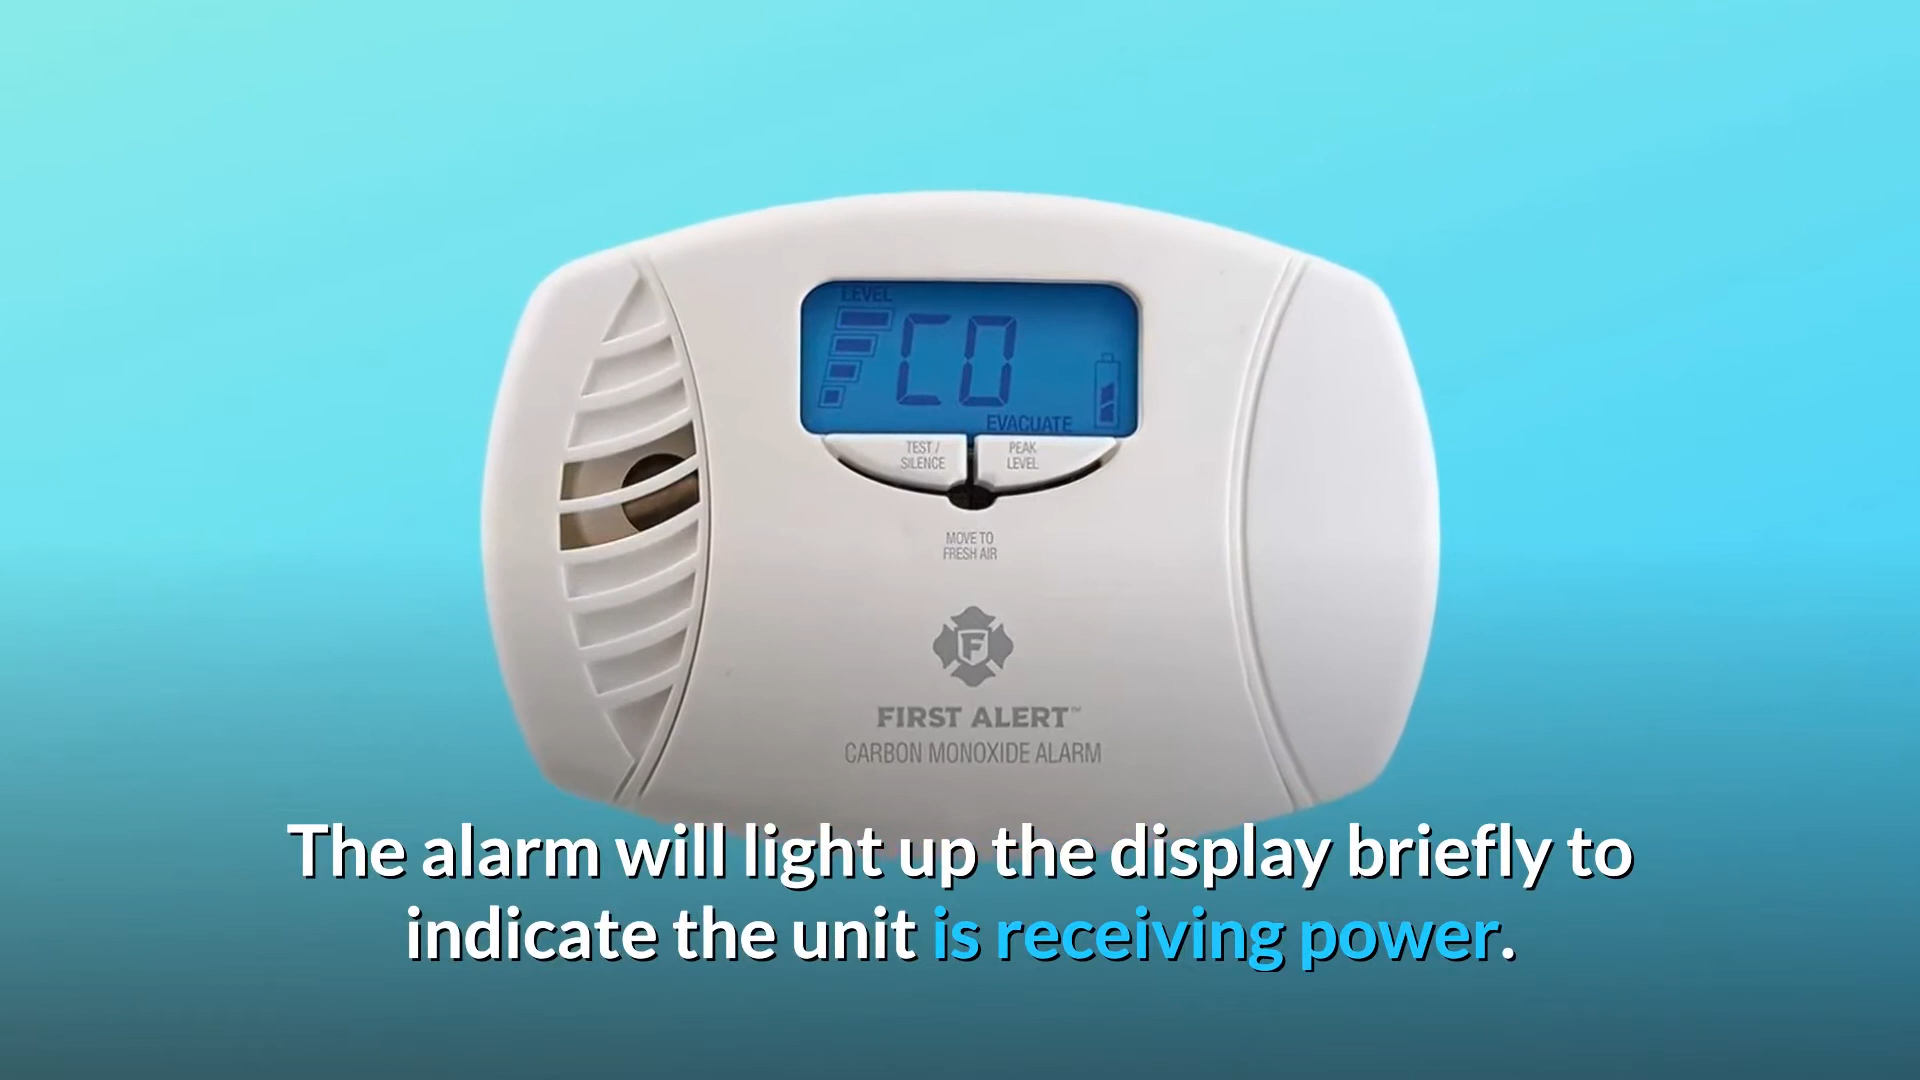 LEVEL
CO
EVACUATE
TEST / SILENCE
PEAK LEVEL
MOVE TO
FRESH AIR
F
FIRST ALERT™
CARBON MONOXIDE ALARM
The alarm will light up the display briefly to
indicate the unit is receiving power.